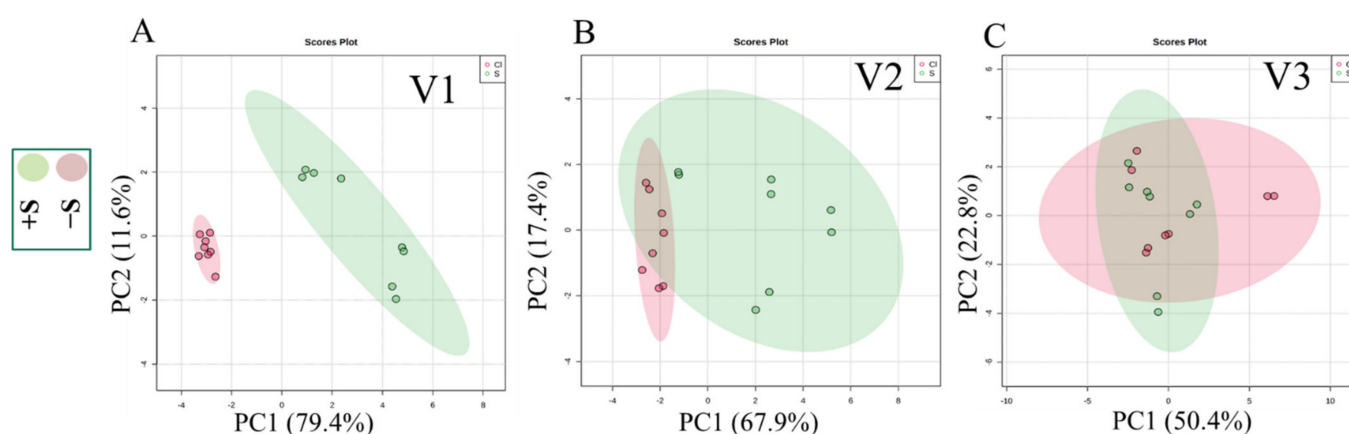 +S
−S
A
Scores Plot
Cl
S
V1
PC2 (11.6%)
4
2
0
-2
-4
-4
-2
0
2
4
6
8
PC1 (79.4%)
B
Scores Plot
Cl
S
V2
PC2 (17.4%)
4
2
0
-2
-4
-4
-2
0
2
4
6
8
PC1 (67.9%)
C
Scores Plot
V3
PC2 (22.8%)
6
4
2
0
-2
-4
-6
-10
-5
0
5
10
PC1 (50.4%)